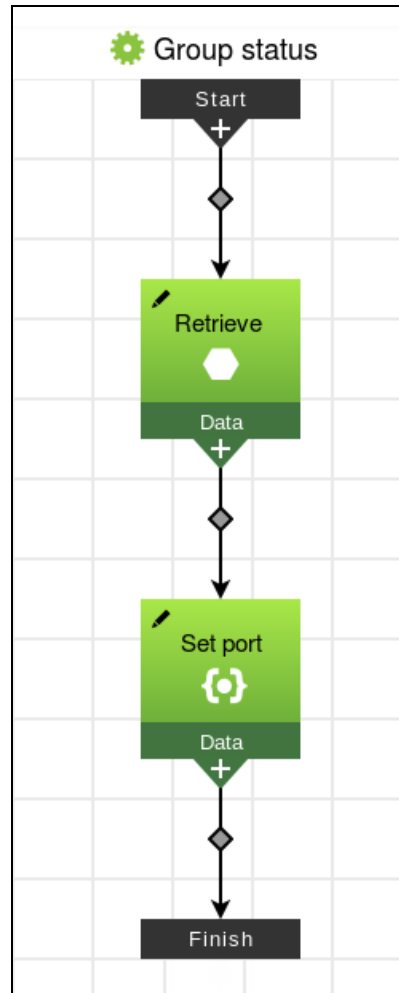 Group status
Start
Retrieve
Data
Set port
Data
Finish